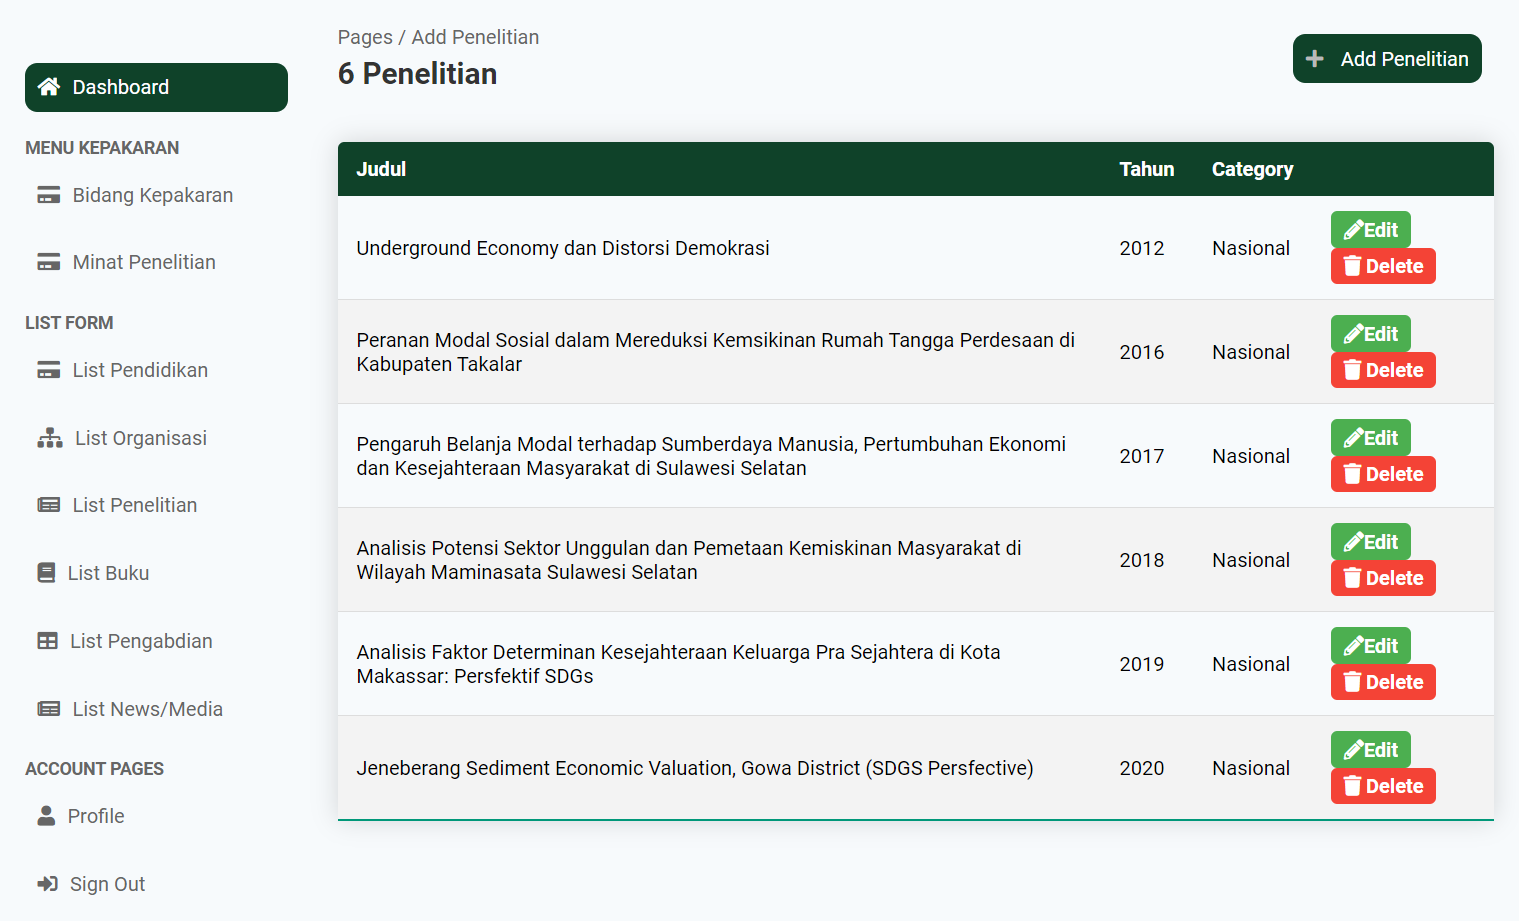 Dashboard
MENU KEPAKARAN
Bidang Kepakaran
Minat Penelitian
LIST FORM
List Pendidikan
List Organisasi
List Penelitian
List Buku
List Pengabdian
List News/Media
ACCOUNT PAGES
Profile
Sign Out
Pages / Add Penelitian
6 Penelitian
Add Penelitian
Judul Tahun Category
Underground Economy dan Distorsi Demokrasi 2012 Nasional
Edit
Delete
Peranan Modal Sosial dalam Mereduksi Kemsikinan Rumah Tangga Perdesaan di
Kabupaten Takalar
2016 Nasional
Edit
Delete
Pengaruh Belanja Modal terhadap Sumberdaya Manusia, Pertumbuhan Ekonomi
dan Kesejahteraan Masyarakat di Sulawesi Selatan
2017 Nasional
Edit
Delete
Analisis Potensi Sektor Unggulan dan Pemetaan Kemiskinan Masyarakat di
Wilayah Maminasata Sulawesi Selatan
2018 Nasional
Edit
Delete
Analisis Faktor Determinan Kesejahteraan Keluarga Pra Sejahtera di Kota
Makassar: Persfektif SDGs
2019 Nasional
Edit
Delete
Jeneberang Sediment Economic Valuation, Gowa District (SDGS Persfective) 2020 Nasional
Edit
Delete